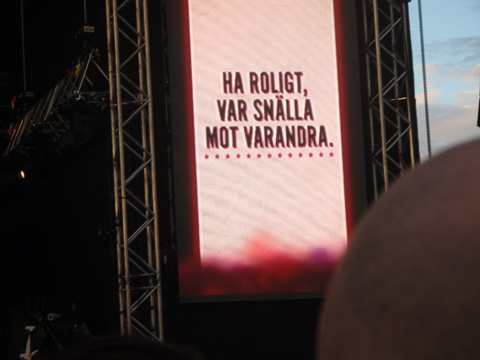 HA ROLIGT,
VAR SNÄLLA
MOT VARANDRA.